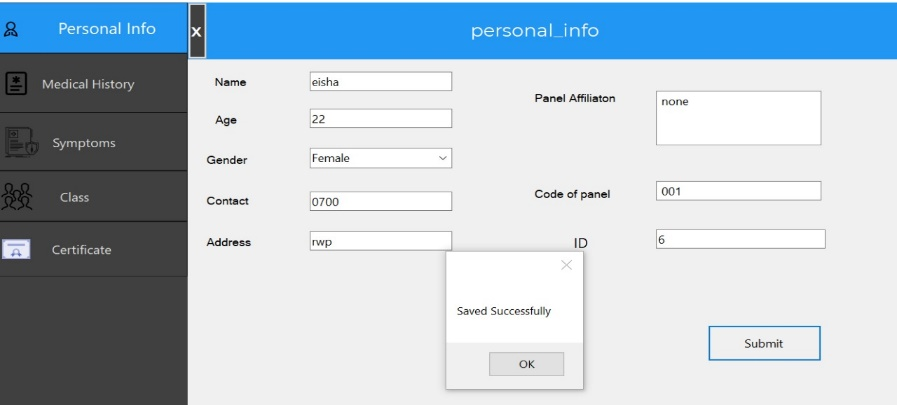 Personal Info
x
personal_info
Medical History
Symptoms
Class
Certificate
Name
eisha
Age
22
Gender
Female
Contact
0700
Address
rwp
Panel Affiliaton
none
Code of panel
001
ID
6
Saved Successfully
OK
Submit